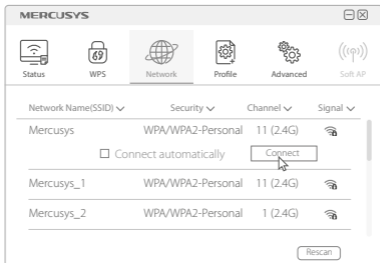 MERCUSYS
69
Status WPS Network Profile Advanced Soft AP
Network Name(SSID) Security Channel Signal
Mercusys WPA/WPA2-Personal 11 (2.4G)
Connect automatically Connect
Mercusys_1 WPA/WPA2-Personal 11 (2.4G)
Mercusys_2 WPA/WPA2-Personal 1 (2.4G)
Rescan